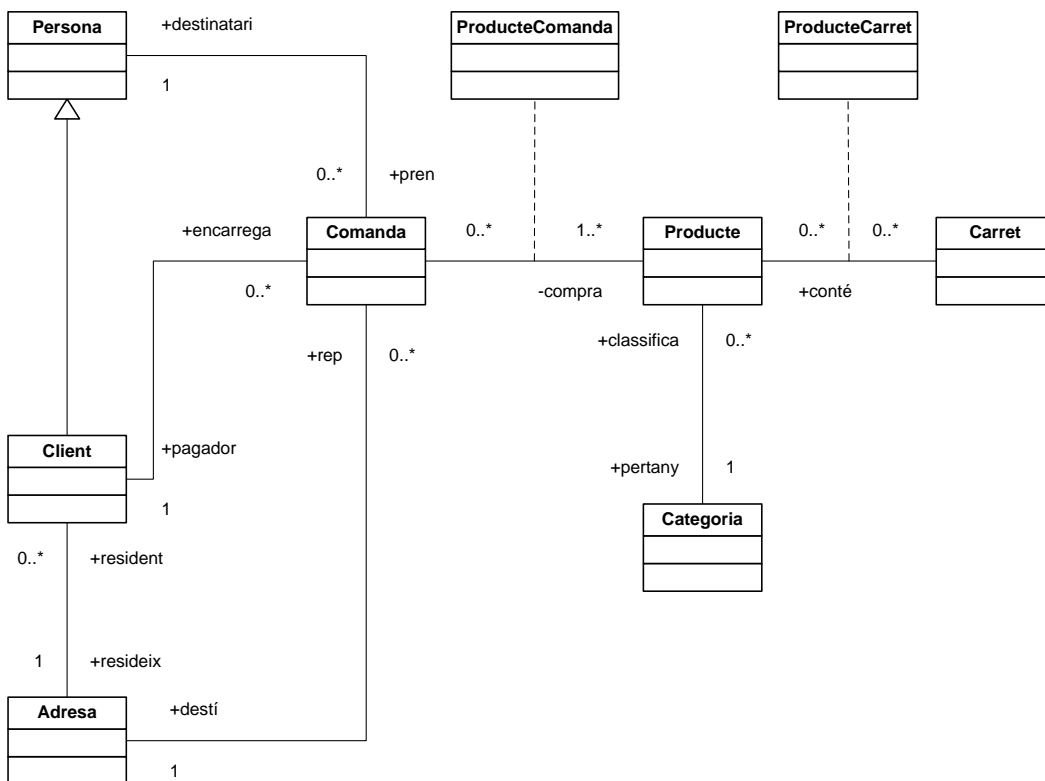 Persona
+destinatari
ProducteComanda
ProducteCarret
1
0..*
+pren
+encarrega
Comanda
0..*
1..*
Producte
0..*
0..*
Carret
0..*
-compra
+conté
+rep
0..*
+classifica
0..*
Client
+pagador
+pertany
1
1
Categoria
0..*
+resident
1
+resideix
Adresa
+destí
1